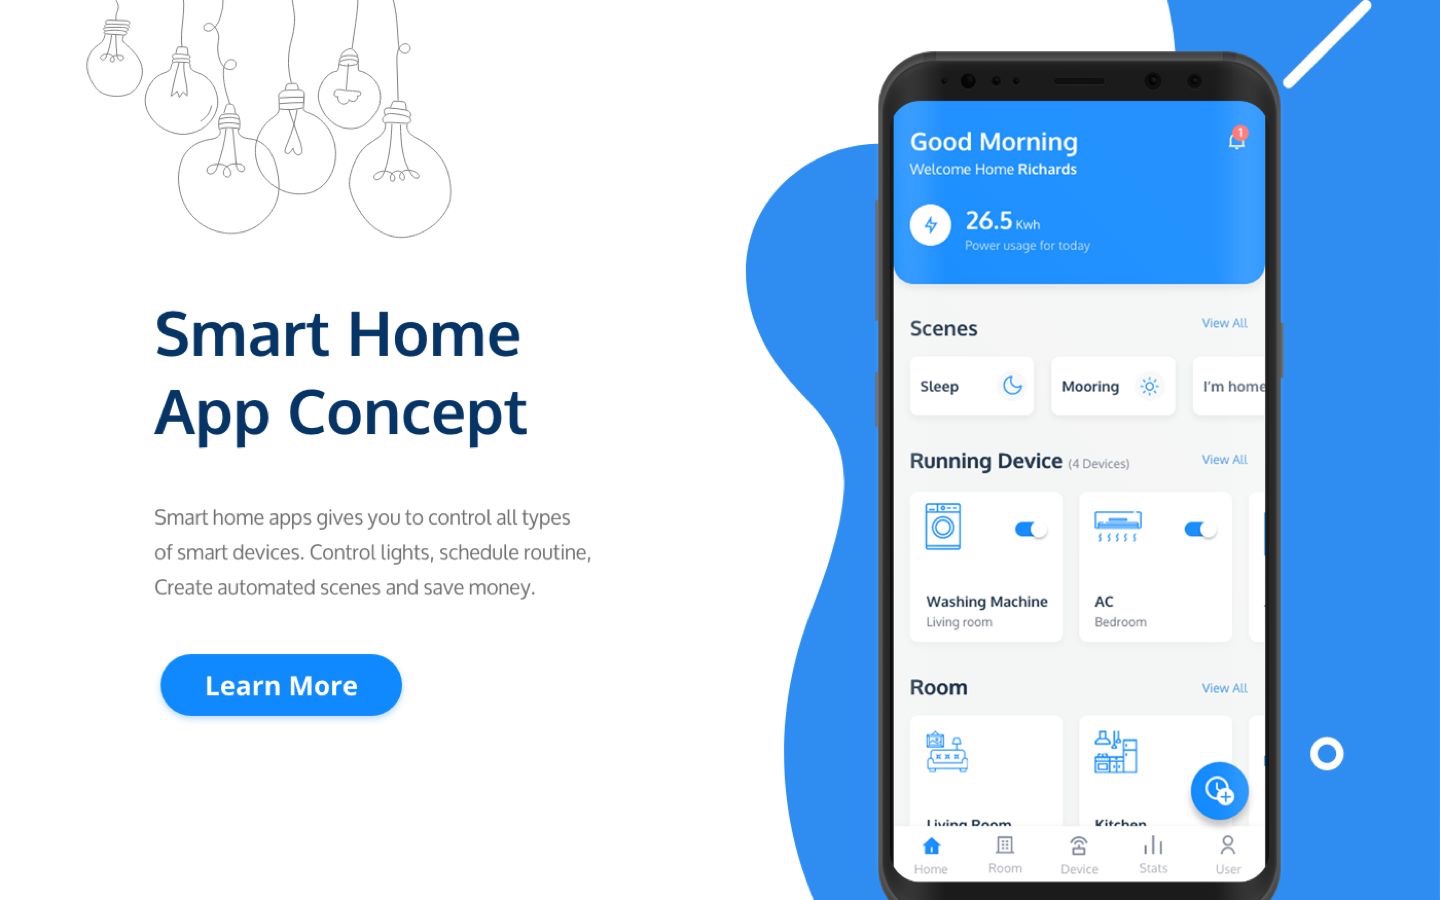 Smart Home
App Concept
Smart home apps gives you to control all types
of smart devices. Control lights, schedule routine,
Create automated scenes and save money.
Learn More
Good Morning
1
Welcome Home Richards
26.5 Kwh
Power usage for today
Scenes
View All
Sleep
Mooring
I'm home
Running Device (4 Devices)
View All
Washing Machine
Living room
AC
Bedroom
Room
View All
Living Room
Kitchen
Home
Room
Device
Stats
User